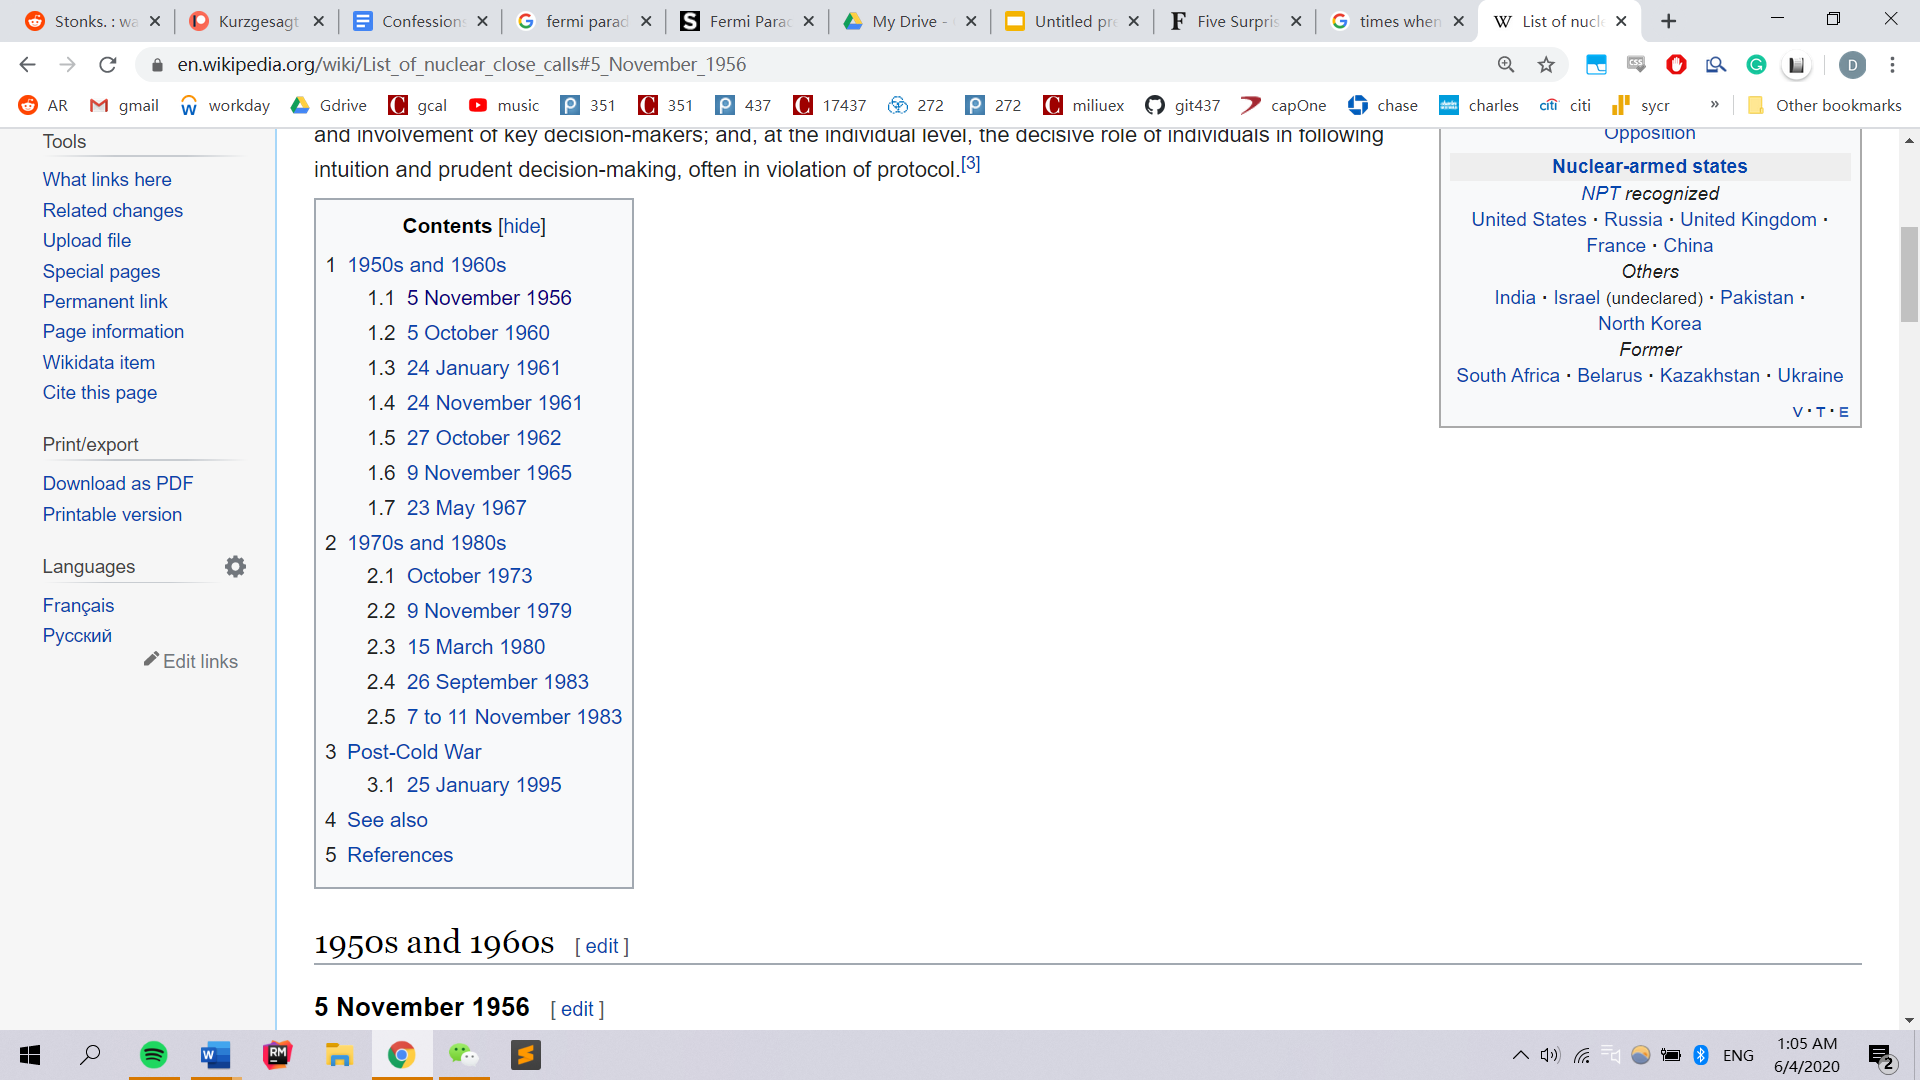 Stonks. : wa
Kurzgesagt
Confessions
fermi parad
Fermi Parad
My Drive -
Untitled pre
Five Surpris
times when
List of nucle
en.wikipedia.org/wiki/List_of_nuclear_close_calls#5_November_1956
D
AR
gmail
workday
Gdrive
gcal
music
351
351
437
17437
272
272
miliuex
git437
capOne
chase
charles
citi
sycr
»
Other bookmarks
Tools
What links here
Related changes
Upload file
Special pages
Permanent link
Page information
Wikidata item
Cite this page
Print/export
Download as PDF
Printable version
Languages
Français
Русский
Edit links
and involvement of key decision-makers; and, at the individual level, the decisive role of individuals in following
intuition and prudent decision-making, often in violation of protocol.[3]
Contents [hide]
1 1950s and 1960s
1.1 5 November 1956
1.2 5 October 1960
1.3 24 January 1961
1.4 24 November 1961
1.5 27 October 1962
1.6 9 November 1965
1.7 23 May 1967
2 1970s and 1980s
2.1 October 1973
2.2 9 November 1979
2.3 15 March 1980
2.4 26 September 1983
2.5 7 to 11 November 1983
3 Post-Cold War
3.1 25 January 1995
4 See also
5 References
1950s and 1960s [ edit ]
5 November 1956 [ edit ]
Opposition
Nuclear-armed states
NPT recognized
United States · Russia · United Kingdom ·
France · China
Others
India · Israel (undeclared) · Pakistan ·
North Korea
Former
South Africa · Belarus · Kazakhstan · Ukraine
V · T · E
ENG
1:05 AM
6/4/2020
2